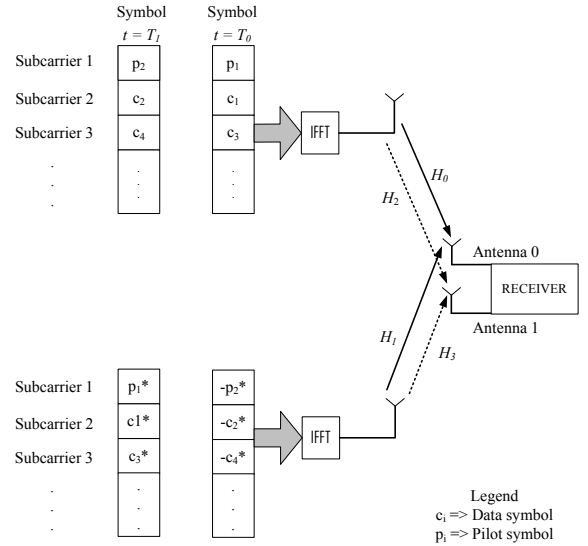 Symbol Symbol
t = T1 t = T0
Subcarrier 1 p2 p1
Subcarrier 2 c2 c1
Subcarrier 3 c4 c3
IFFT
H0
H2
Antenna 0
RECEIVER
Antenna 1
H1
H3
Subcarrier 1 p1* -p2*
Subcarrier 2 c1* -c2*
Subcarrier 3 c3* -c4*
IFFT
Legend
ci => Data symbol
pi => Pilot symbol